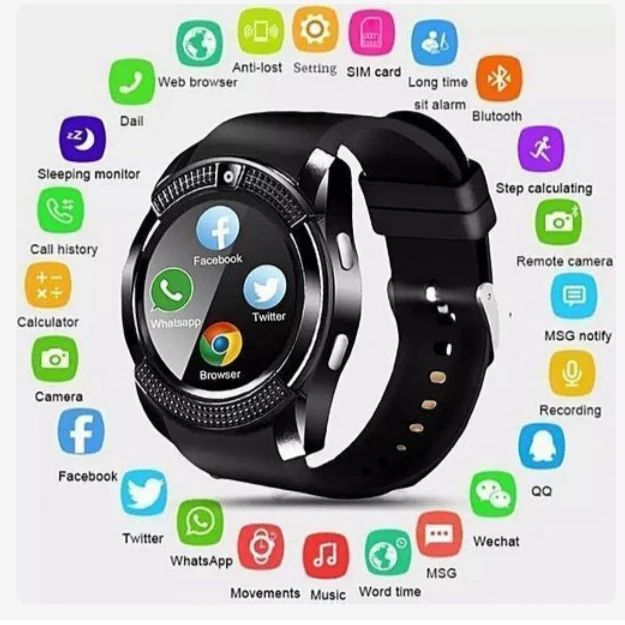 Anti-lost
Setting
SIM card
Web browser
Long time
sit alarm
Blutooth
Dail
Sleeping monitor
Step calculating
Call history
Remote camera
Calculator
MSG notify
Camera
Recording
Facebook
QQ
Twitter
Wechat
WhatsApp
MSG
Movements
Music
Word time
zZ
Facebook
Whatsapp
Twitter
Browser